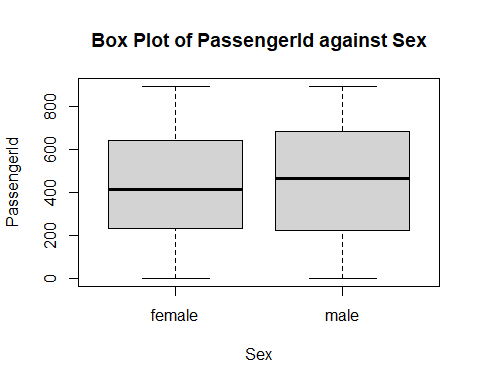 Box Plot of PassengerId against Sex
PassengerId
800
600
400
200
0
female male
Sex